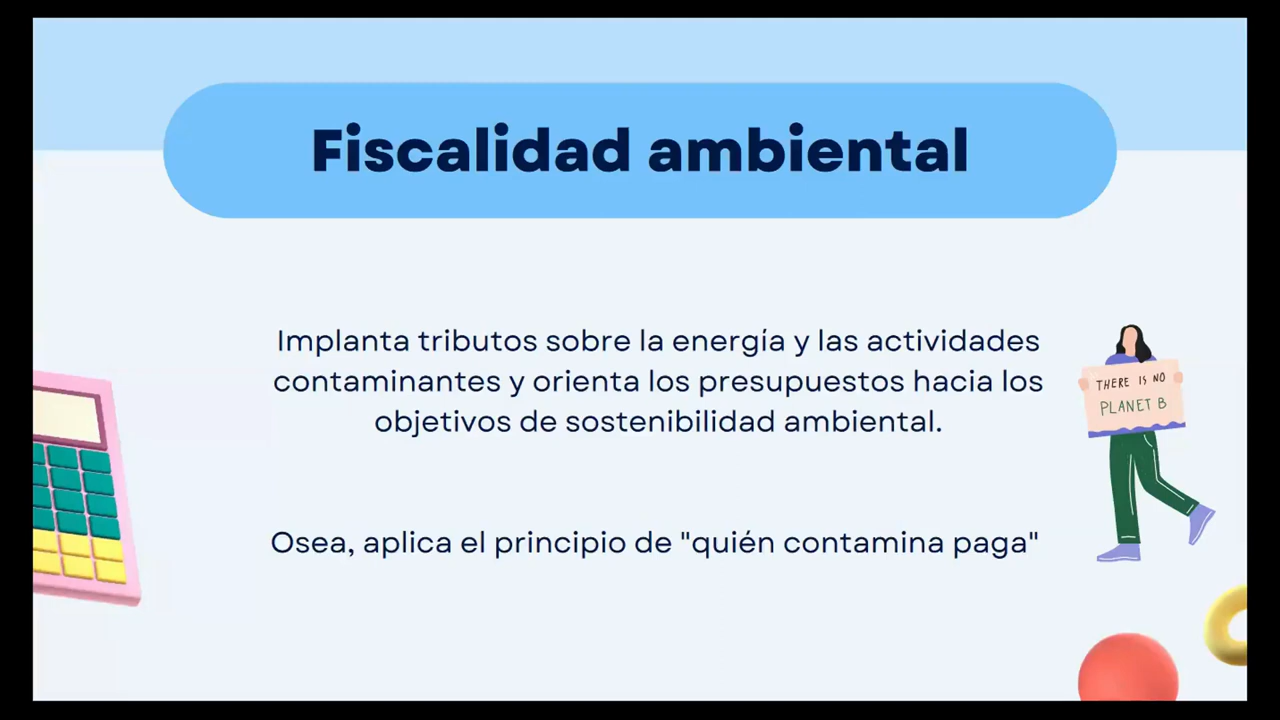 Fiscalidad ambiental
Implanta tributos sobre la energía y las actividades
contaminantes y orienta los presupuestos hacia los
objetivos de sostenibilidad ambiental.
THERE IS NO
PLANET B
Osea, aplica el principio de "quién contamina paga"